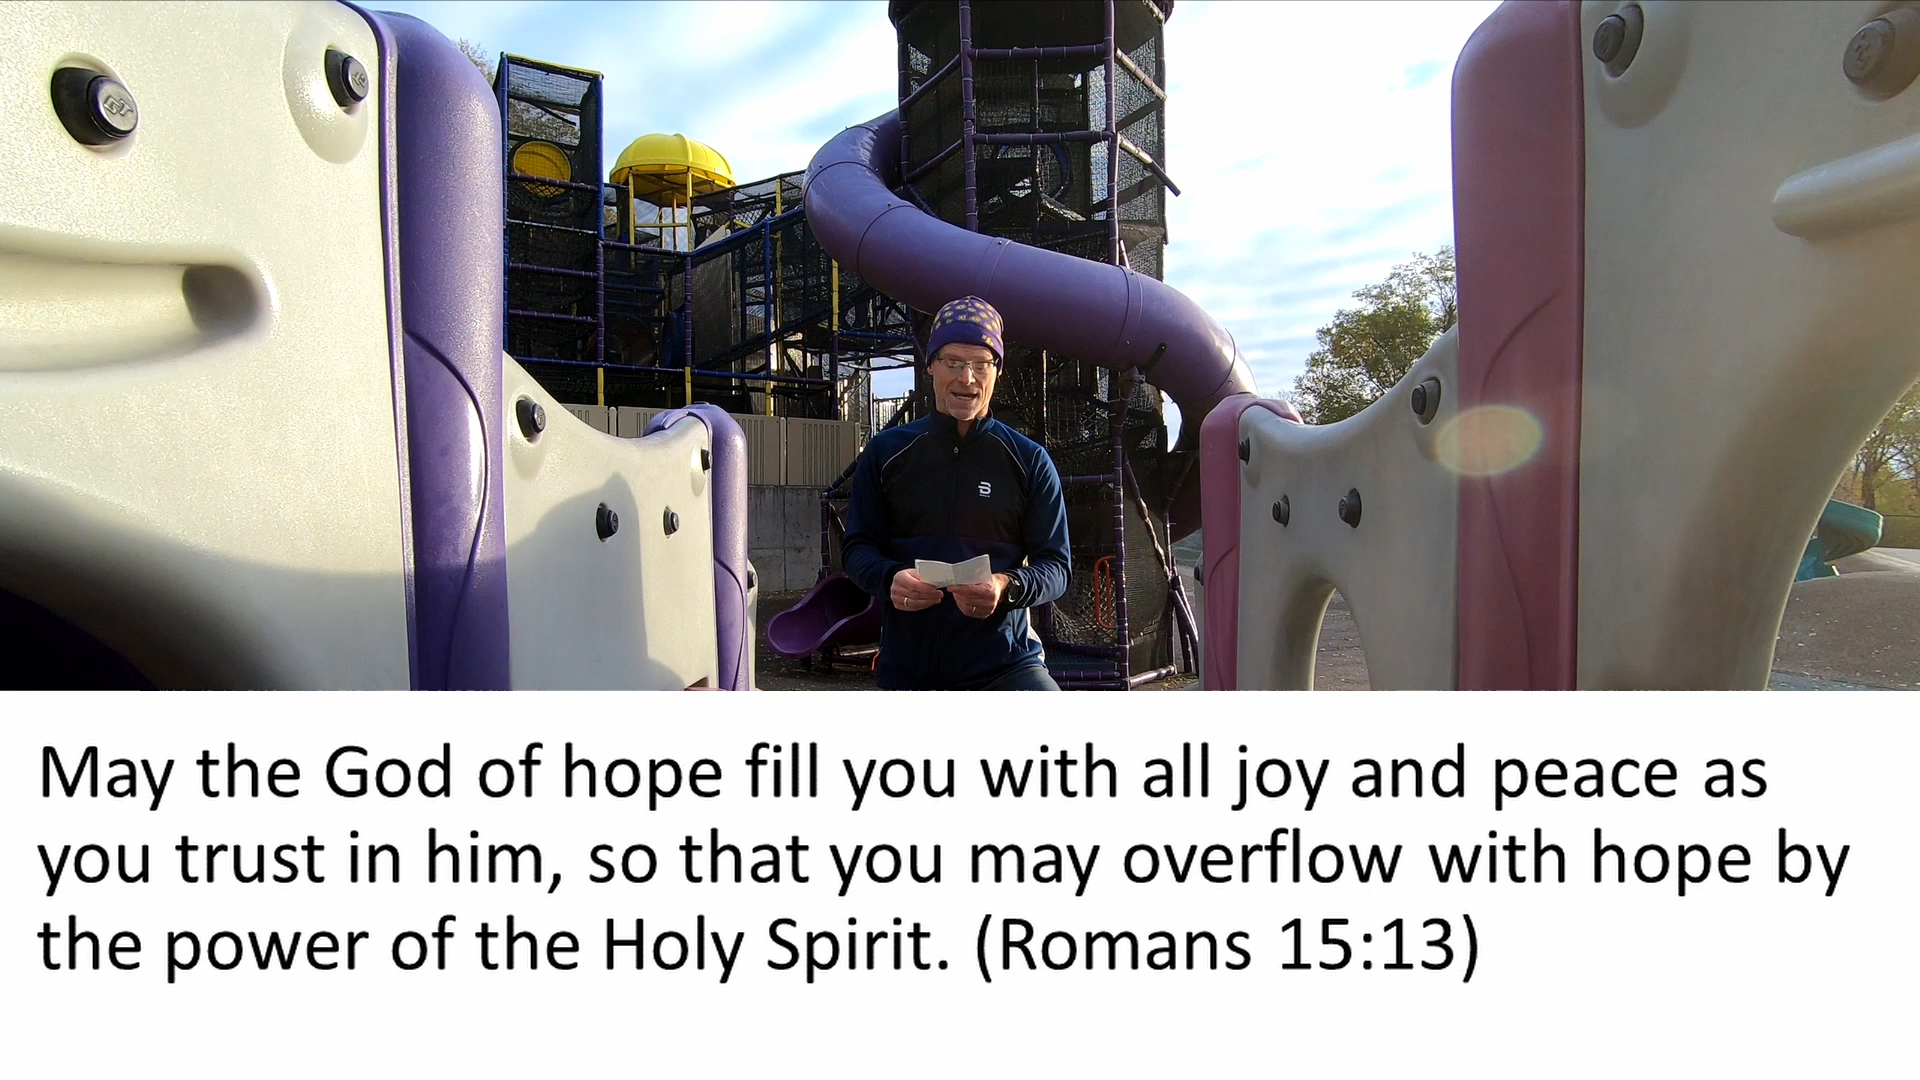 May the God of hope fill you with all joy and peace as
you trust in him, so that you may overflow with hope by
the power of the Holy Spirit. (Romans 15:13)